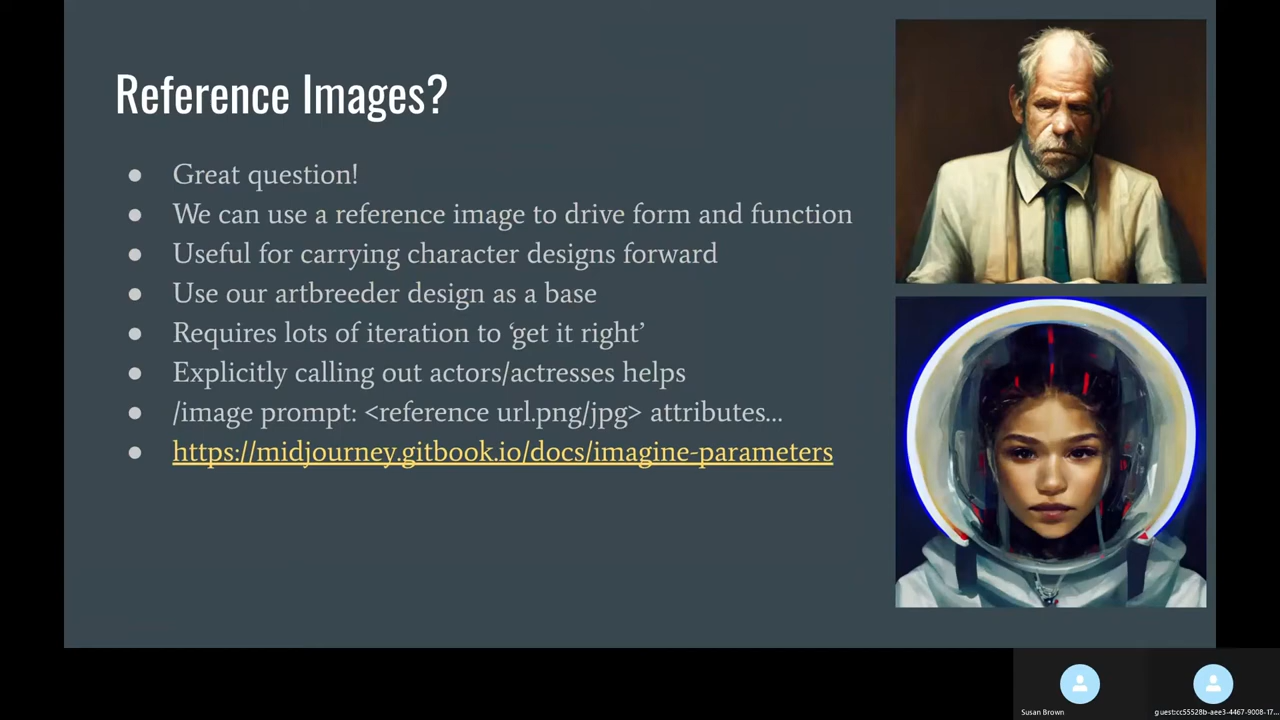 Reference Images?
● Great question!
● We can use a reference image to drive form and function
● Useful for carrying character designs forward
● Use our artbreeder design as a base
● Requires lots of iteration to ‘get it right’
● Explicitly calling out actors/actresses helps
● /image prompt: <reference url.png/jpg> attributes...
● https://midjourney.gitbook.io/docs/imagine-parameters
Susan Brown
guest:cc55528b-aee3-4467-9008-17...